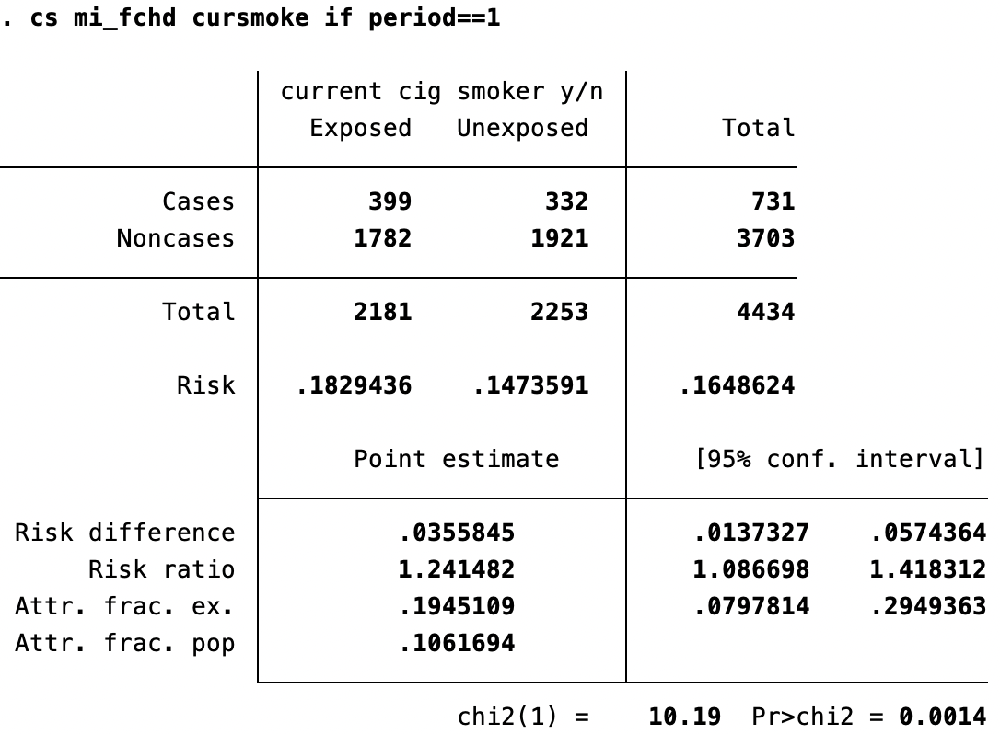 . cs mi_fchd cursmoke if period==1
current cig smoker y/n
Exposed Unexposed Total
Cases 399 332 731
Noncases 1782 1921 3703
Total 2181 2253 4434
Risk .1829436 .1473591 .1648624
Point estimate [95% conf. interval]
Risk difference .0355845 .0137327 .0574364
Risk ratio 1.241482 1.086698 1.418312
Attr. frac. ex. .1945109 .0797814 .2949363
Attr. frac. pop .1061694
chi2(1) = 10.19 Pr>chi2 = 0.0014